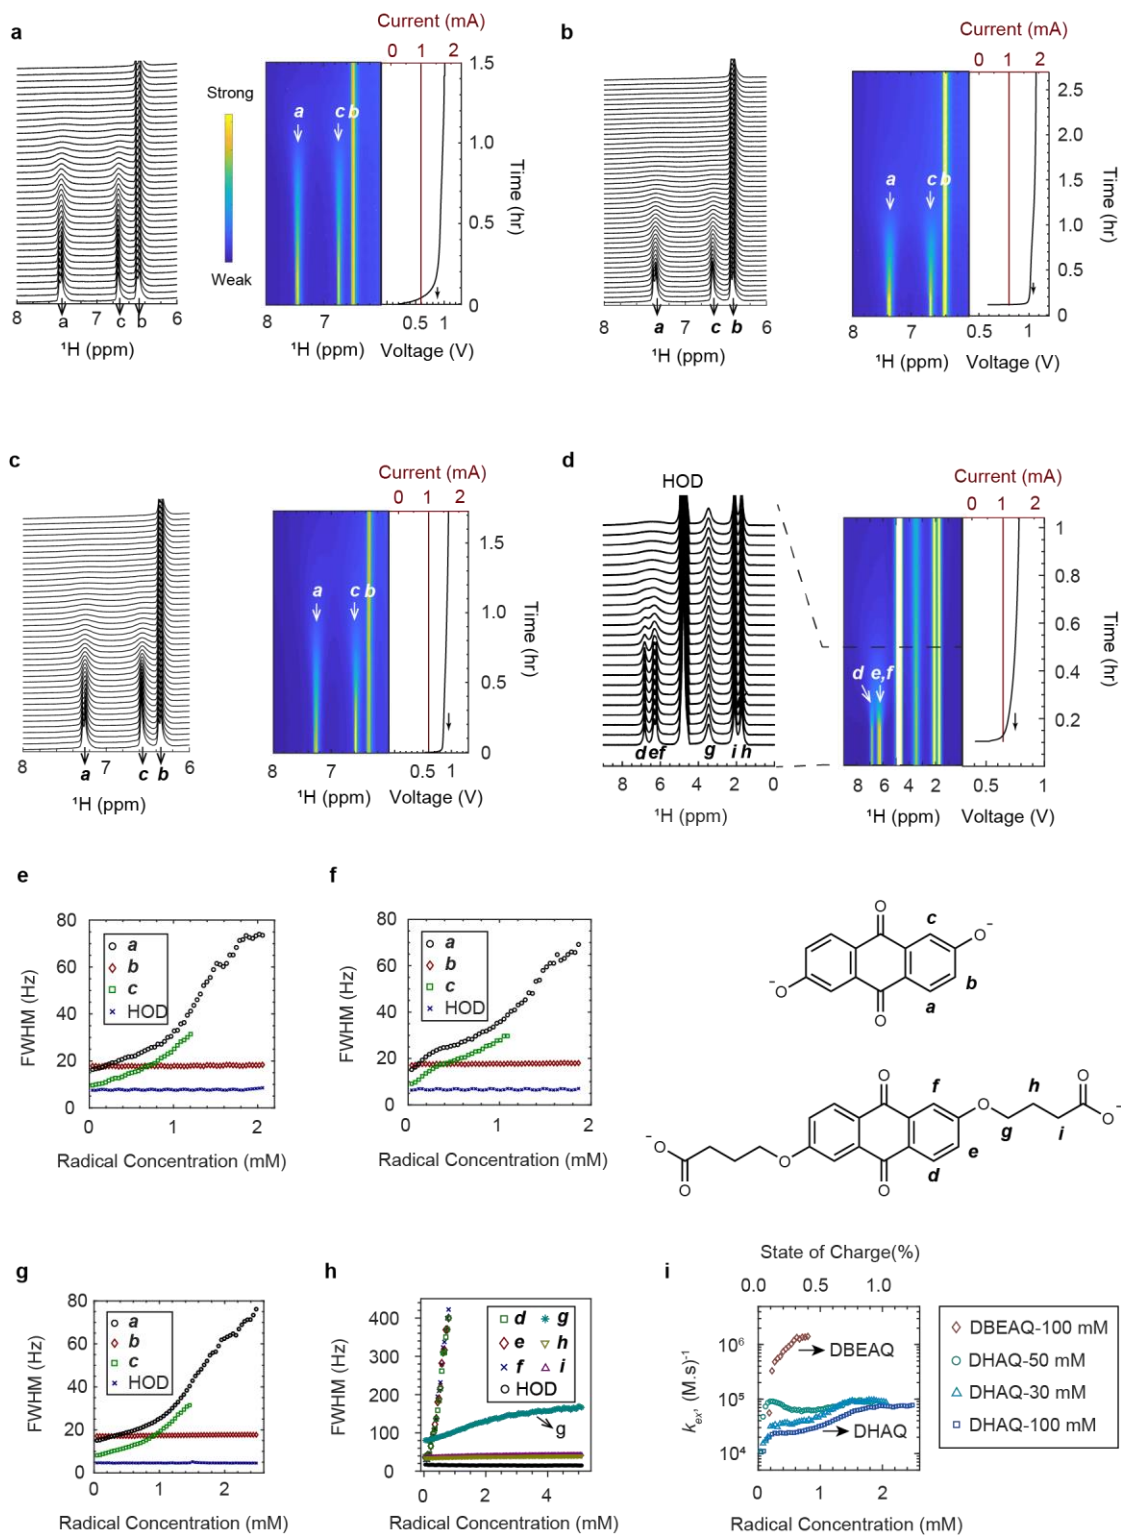 a
Current (mA)
0 1 2
Strong
Weak
a
c
b
1.5
1.0
0.5
0
Time (hr)
8 7 6
a c b
¹H (ppm)
8 7
¹H (ppm)
0.5 1
Voltage (V)
b
Current (mA)
0 1 2
a
c
b
2.5
2.0
1.5
1.0
0.5
0
Time (hr)
8 7 6
a c b
¹H (ppm)
8 7
¹H (ppm)
0.5 1
Voltage (V)
c
Current (mA)
0 1 2
a
c
b
1.5
1.0
0.5
0
Time (hr)
8 7 6
a c b
¹H (ppm)
8 7
¹H (ppm)
0.5 1
Voltage (V)
d
HOD
Current (mA)
0 1 2
d e,f
1
0.8
0.6
0.4
0.2
Time (hr)
d ef g i h
8 6 4 2 0
¹H (ppm)
8 6 4 2
¹H (ppm)
0.5 1
Voltage (V)
e
80
60
40
20
0
FWHM (Hz)
a
b
c
HOD
0 1 2
Radical Concentration (mM)
f
80
60
40
20
0
FWHM (Hz)
a
b
c
HOD
0 1 2
Radical Concentration (mM)
O
c
O⁻
⁻O
b
a
O
O
f
h
O
O
O⁻
g
i
⁻O
O
e
d
O
O
g
80
60
40
20
0
FWHM (Hz)
a
b
c
HOD
0 1 2
Radical Concentration (mM)
h
400
300
200
100
0
FWHM (Hz)
d g
e h
f i
HOD
g
0 2 4
Radical Concentration (mM)
i
State of Charge(%)
0.0 0.5 1.0
10⁶
10⁵
10⁴
kex, (M.s)⁻¹
DBEAQ
DHAQ
0 1 2
Radical Concentration (mM)
DBEAQ-100 mM
DHAQ-50 mM
DHAQ-30 mM
DHAQ-100 mM